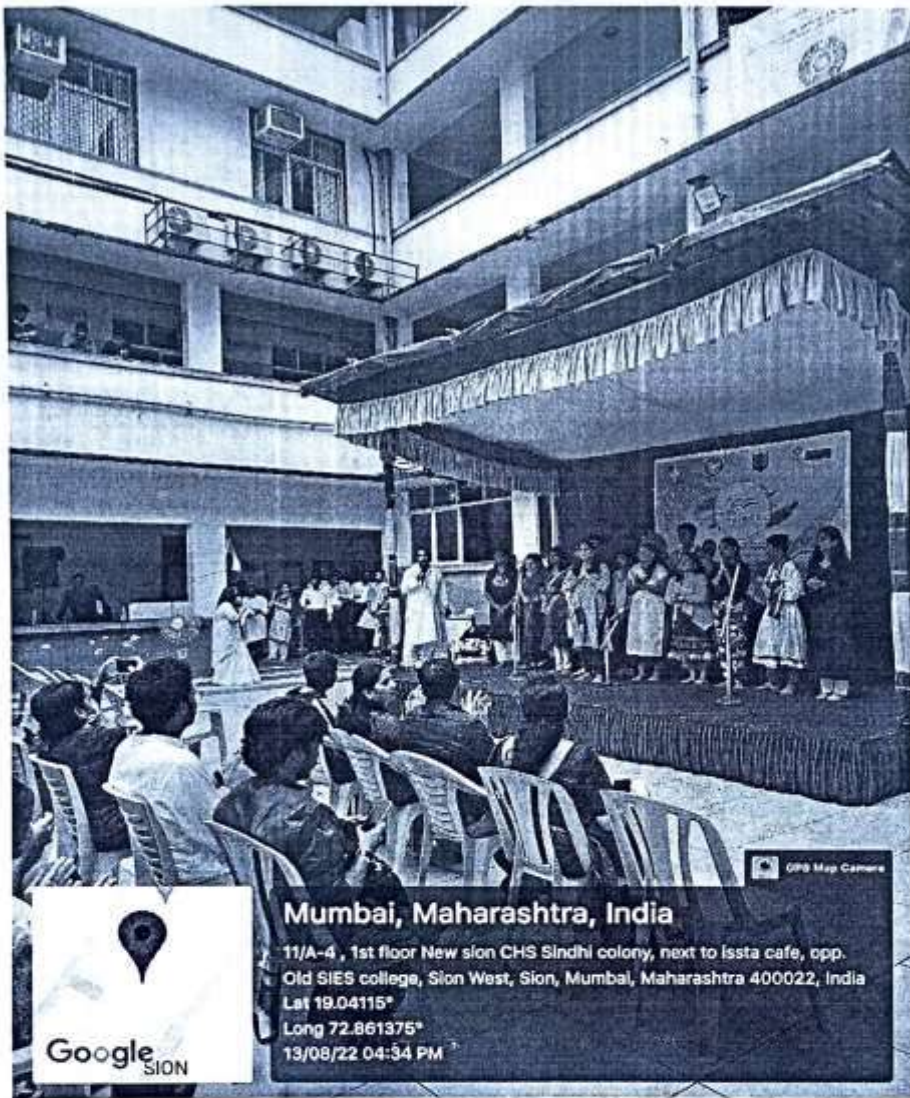 GPS Map Camera
Mumbai, Maharashtra, India
11/A-4 , 1st floor New sion CHS Sindhi colony, next to issta cafe, opp.
Old SIES college, Sion West, Sion, Mumbai, Maharashtra 400022, India
Lat 19.04115°
Long 72.861375°
13/08/22 04:34 PM
Google
SION